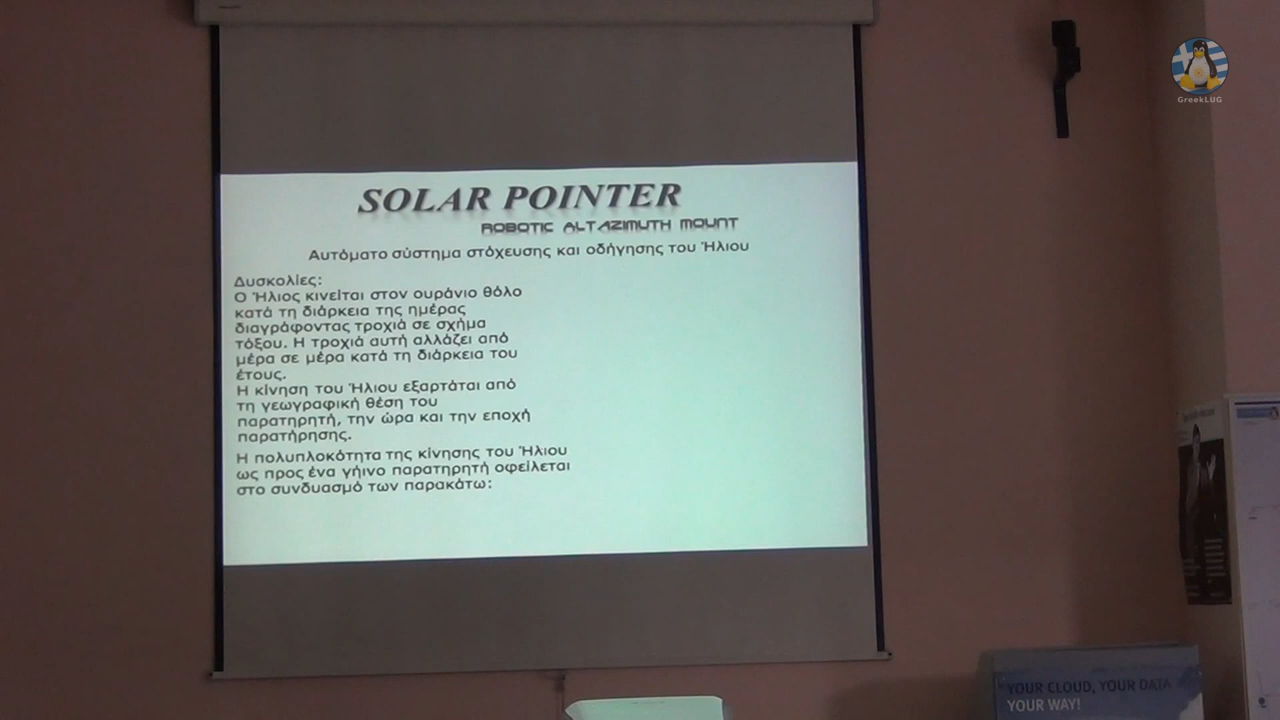 GreekLUG
SOLAR POINTER
ROBOTIC ALTAZIMUTH MOUNT
Αυτόματο σύστημα στόχευσης και οδήγησης του Ήλιου
Δυσκολίες:
Ο Ήλιος κινείται στον ουράνιο θόλο
κατά τη διάρκεια της ημέρας
διαγράφοντας τροχιά σε σχήμα
τόξου. Η τροχιά αυτή αλλάζει από
μέρα σε μέρα κατά τη διάρκεια του
έτους.
Η κίνηση του Ήλιου εξαρτάται από
τη γεωγραφική θέση του
παρατηρητή, την ώρα και την εποχή
παρατήρησης.
Η πολυπλοκότητα της κίνησης του Ήλιου
ως προς ένα γήινο παρατηρητή οφείλεται
στο συνδυασμό των παρακάτω:
YOUR CLOUD, YOUR DATA
YOUR WAY!